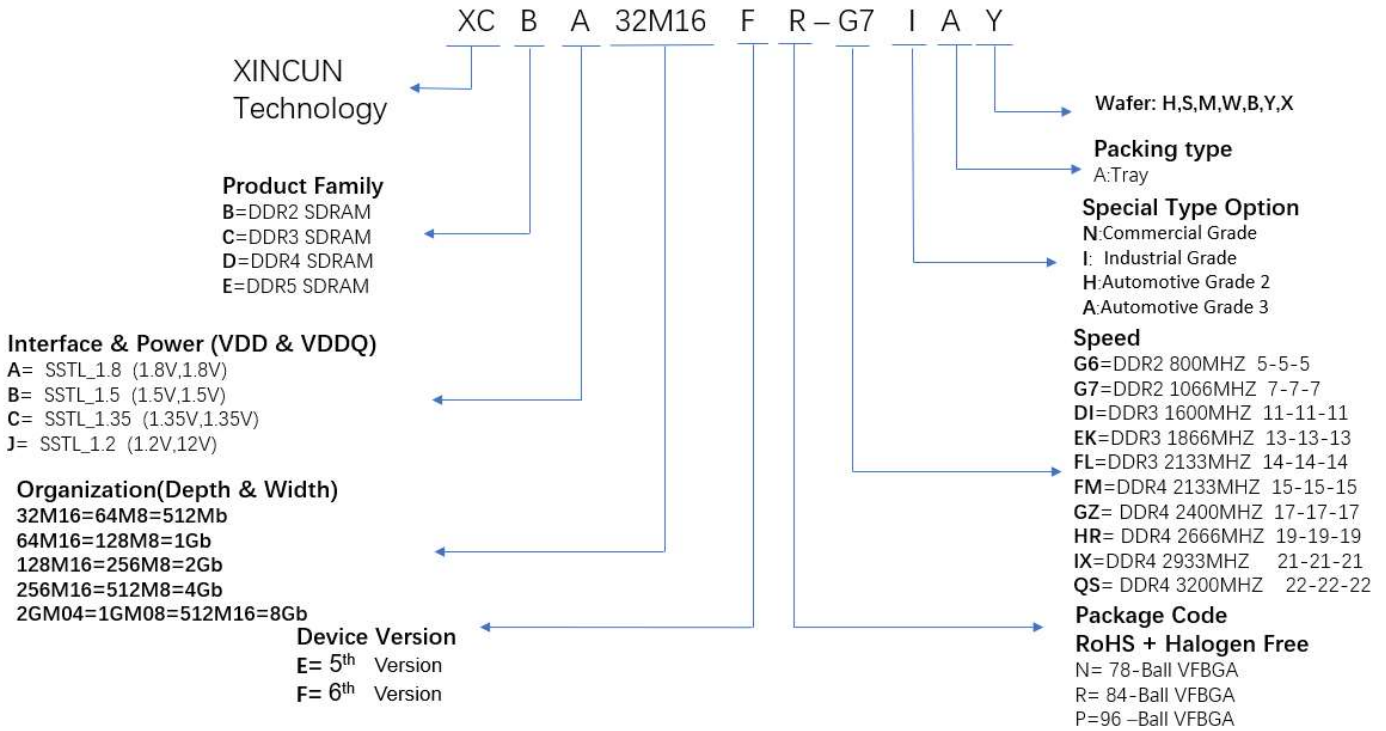 XC B A 32M16 F R – G7 I A Y
XINCUN
Technology
Product Family
B=DDR2 SDRAM
C=DDR3 SDRAM
D=DDR4 SDRAM
E=DDR5 SDRAM
Interface & Power (VDD & VDDQ)
A= SSTL_1.8 (1.8V,1.8V)
B= SSTL_1.5 (1.5V,1.5V)
C= SSTL_1.35 (1.35V,1.35V)
J= SSTL_1.2 (1.2V,12V)
Organization(Depth & Width)
32M16=64M8=512Mb
64M16=128M8=1Gb
128M16=256M8=2Gb
256M16=512M8=4Gb
2GM04=1GM08=512M16=8Gb
Device Version
E= 5th Version
F= 6th Version
Wafer: H,S,M,W,B,Y,X
Packing type
A:Tray
Special Type Option
N:Commercial Grade
I: Industrial Grade
H:Automotive Grade 2
A:Automotive Grade 3
Speed
G6=DDR2 800MHZ 5-5-5
G7=DDR2 1066MHZ 7-7-7
DI=DDR3 1600MHZ 11-11-11
EK=DDR3 1866MHZ 13-13-13
FL=DDR3 2133MHZ 14-14-14
FM=DDR4 2133MHZ 15-15-15
GZ= DDR4 2400MHZ 17-17-17
HR= DDR4 2666MHZ 19-19-19
IX=DDR4 2933MHZ 21-21-21
QS= DDR4 3200MHZ 22-22-22
Package Code
RoHS + Halogen Free
N= 78-Ball VFBGA
R= 84-Ball VFBGA
P=96 –Ball VFBGA